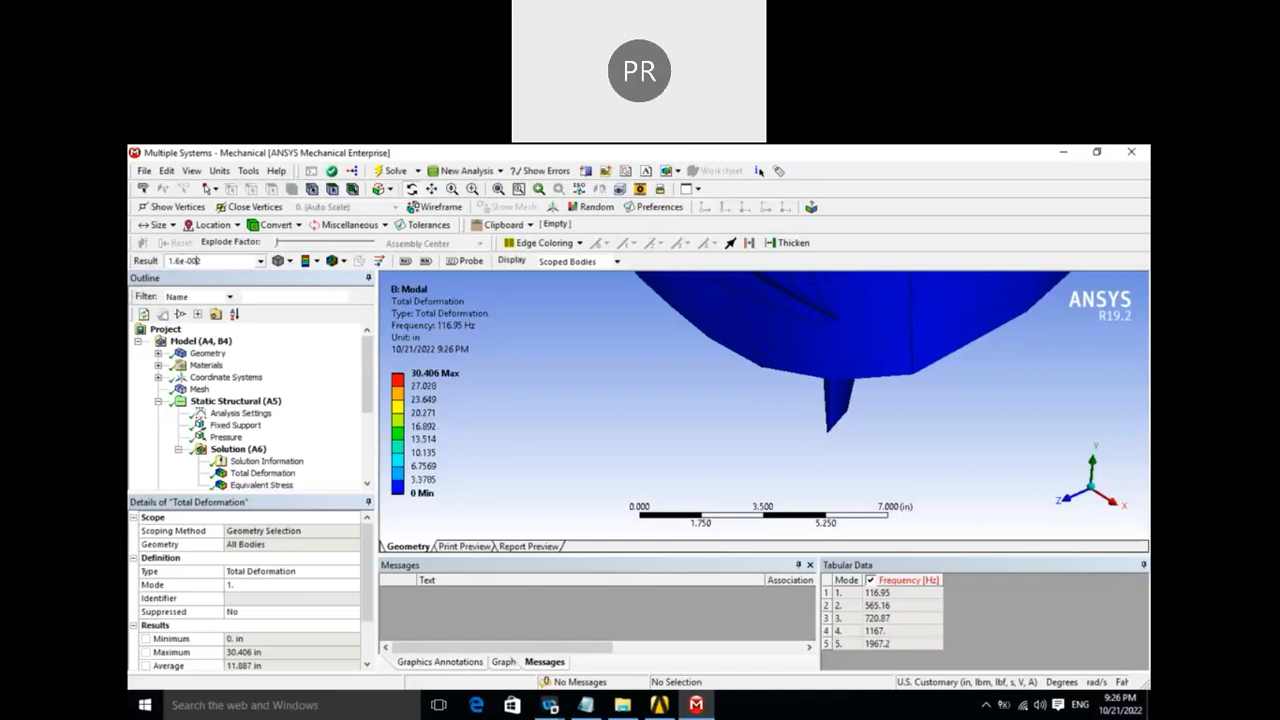 PR
Multiple Systems - Mechanical [ANSYS Mechanical Enterprise]
File Edit View Units Tools Help Solve New Analysis ?/ Show Errors Worksheet
Show Vertices Close Vertices 0. (Auto Scale) Wireframe Show Mesh Random Preferences
Size Location Convert Miscellaneous Tolerances Clipboard [Empty]
Reset Explode Factor: Assembly Center Edge Coloring Thicken
Result 1.6e-002 Probe Display Scoped Bodies
Outline
Filter: Name
Project
Model (A4, B4)
Geometry
Materials
Coordinate Systems
Mesh
Static Structural (A5)
Analysis Settings
Fixed Support
Pressure
Solution (A6)
Solution Information
Total Deformation
Equivalent Stress
Details of "Total Deformation"
Scope
Scoping Method Geometry Selection
Geometry All Bodies
Definition
Type Total Deformation
Mode 1.
Identifier
Suppressed No
Results
Minimum 0. in
Maximum 30.406 in
Average 11.887 in
B: Modal
Total Deformation
Type: Total Deformation
Frequency: 116.95 Hz
Unit: in
10/21/2022 9:26 PM
30.406 Max
27.028
23.649
20.271
16.892
13.514
10.135
6.7569
3.3785
0 Min
ANSYS
R19.2
Y
Z
X
0.000 3.500 7.000 (in)
1.750 5.250
Geometry Print Preview Report Preview
Messages
Text Association
Graphics Annotations Graph Messages
Tabular Data
Mode Frequency [Hz]
1 1. 116.95
2 2. 565.16
3 3. 720.87
4 4. 1167.
5 5. 1967.2
No Messages No Selection U.S. Customary (in, lbm, lbf, s, V, A) Degrees rad/s Fah
Search the web and Windows
ENG
9:26 PM
10/21/2022